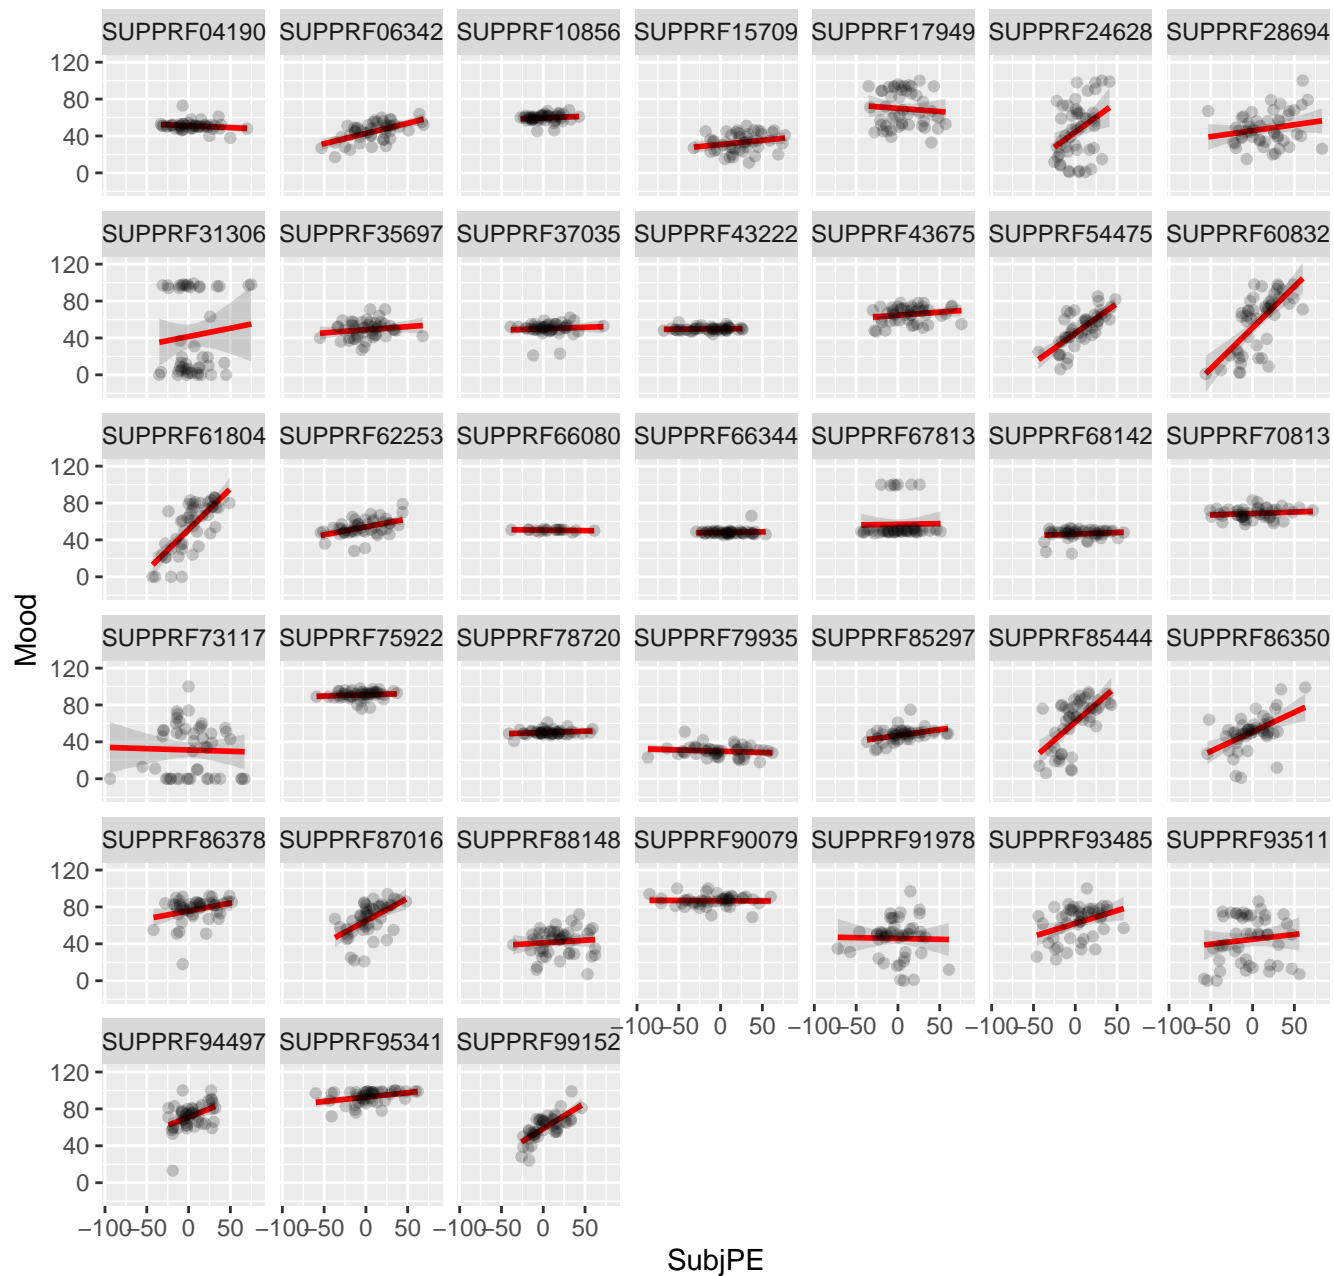 SUPPRF04190 SUPPRF06342 SUPPRF10856 SUPPRF15709 SUPPRF17949 SUPPRF24628 SUPPRF28694
120
80
40
0
SUPPRF31306 SUPPRF35697 SUPPRF37035 SUPPRF43222 SUPPRF43675 SUPPRF54475 SUPPRF60832
120
80
40
0
SUPPRF61804 SUPPRF62253 SUPPRF66080 SUPPRF66344 SUPPRF67813 SUPPRF68142 SUPPRF70813
120
80
40
0
Mood
SUPPRF73117 SUPPRF75922 SUPPRF78720 SUPPRF79935 SUPPRF85297 SUPPRF85444 SUPPRF86350
120
80
40
0
SUPPRF86378 SUPPRF87016 SUPPRF88148 SUPPRF90079 SUPPRF91978 SUPPRF93485 SUPPRF93511
120
80
40
0
−100 −50 0 50 −100 −50 0 50 −100 −50 0 50 −100 −50 0 50
SUPPRF94497 SUPPRF95341 SUPPRF99152
120
80
40
0
−100 −50 0 50 −100 −50 0 50 −100 −50 0 50
SubjPE